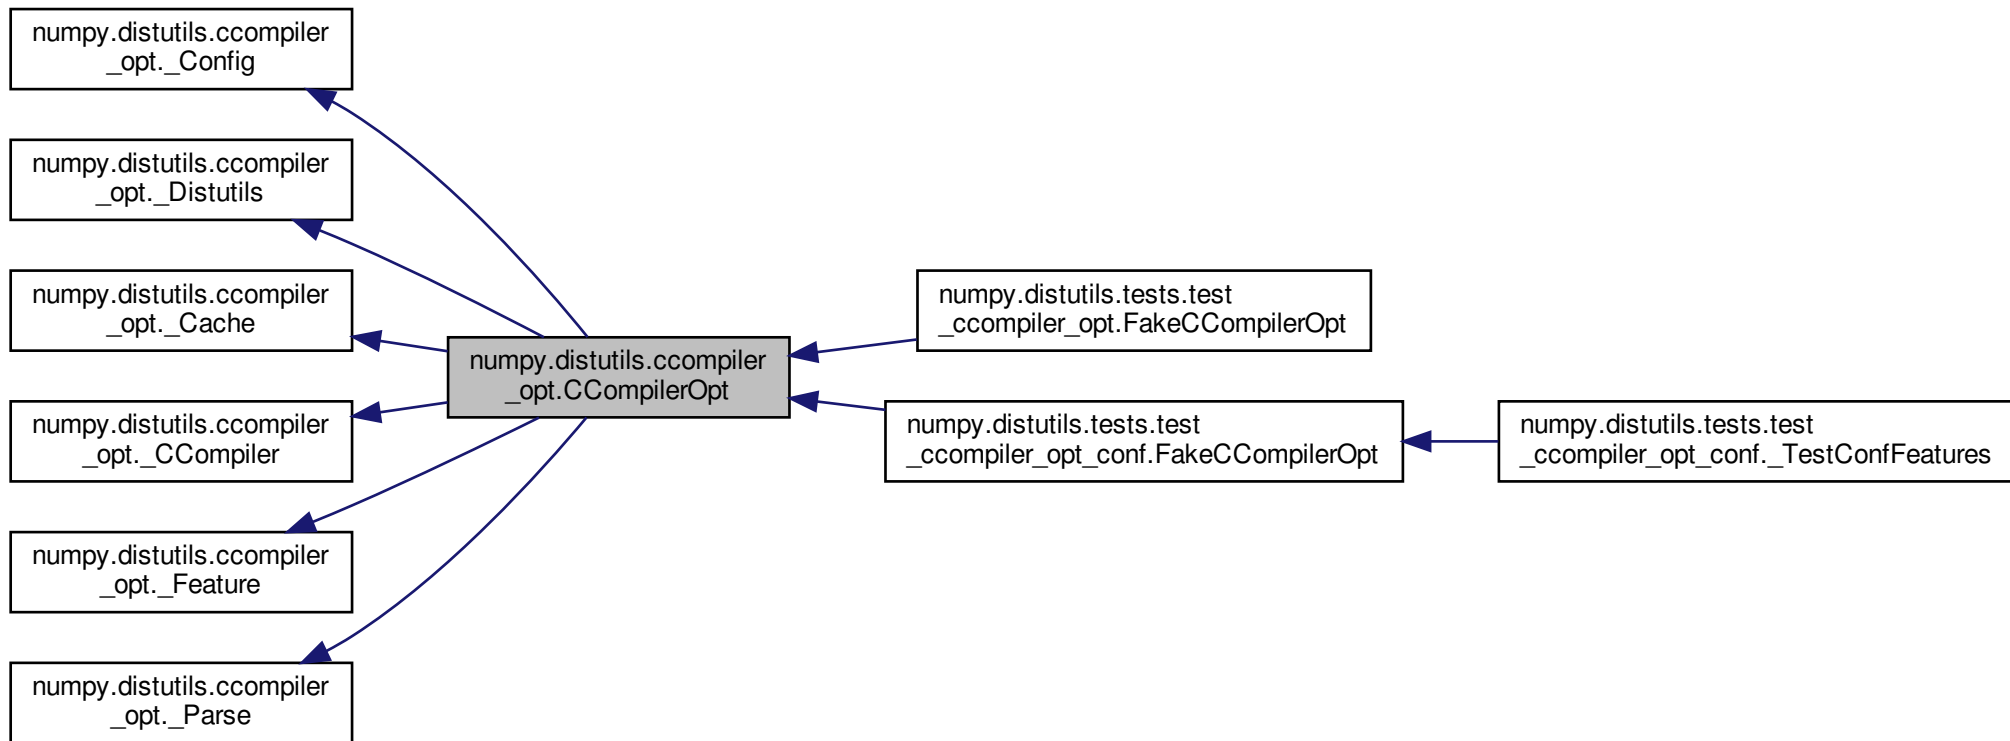 numpy.distutils.ccompiler
_opt._Config
numpy.distutils.ccompiler
_opt._Distutils
numpy.distutils.ccompiler
_opt._Cache
numpy.distutils.ccompiler
_opt._CCompiler
numpy.distutils.ccompiler
_opt._Feature
numpy.distutils.ccompiler
_opt._Parse
numpy.distutils.ccompiler
_opt.CCompilerOpt
numpy.distutils.tests.test
_ccompiler_opt.FakeCCompilerOpt
numpy.distutils.tests.test
_ccompiler_opt_conf.FakeCCompilerOpt
numpy.distutils.tests.test
_ccompiler_opt_conf._TestConfFeatures